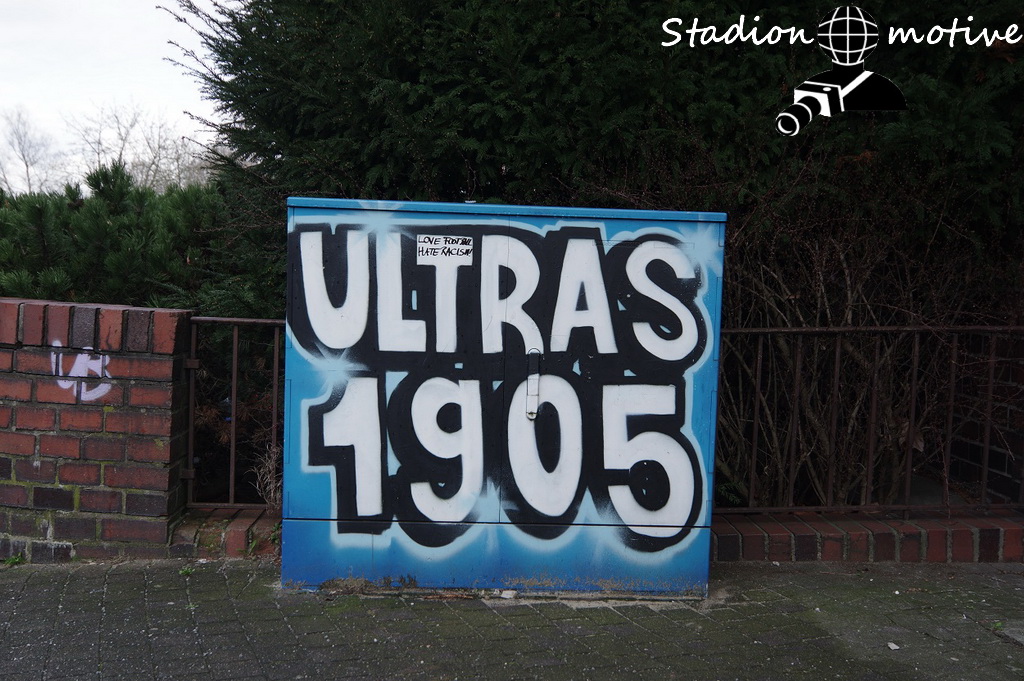 Stadion motive
ULTRAS
LOVE FOOTBALL
HATE RACISM
1905